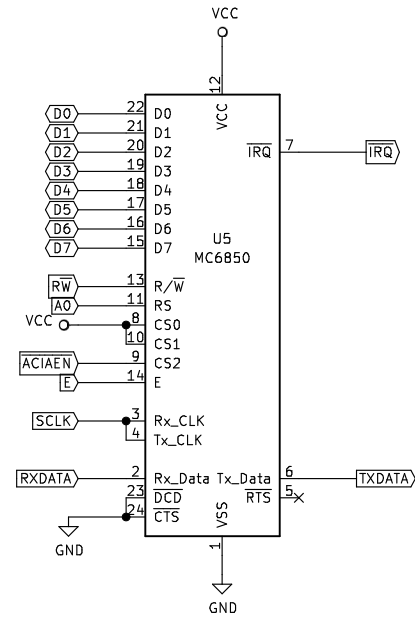 VCC
12
VCC
D0 22 D0
D1 21 D1
D2 20 D2
IRQ 7 IRQ
D3 19 D3
D4 18 D4
D5 17 D5
D6 16 D6
D7 15 D7
U5
MC6850
RW 13 R/W
A0 11 RS
VCC 8 CS0
10 CS1
ACIAEN 9 CS2
E 14 E
SCLK 3 Rx_CLK
4 Tx_CLK
RXDATA 2 Rx_Data Tx_Data 6 TXDATA
23 DCD RTS 5
24 CTS
GND
VSS
1
GND